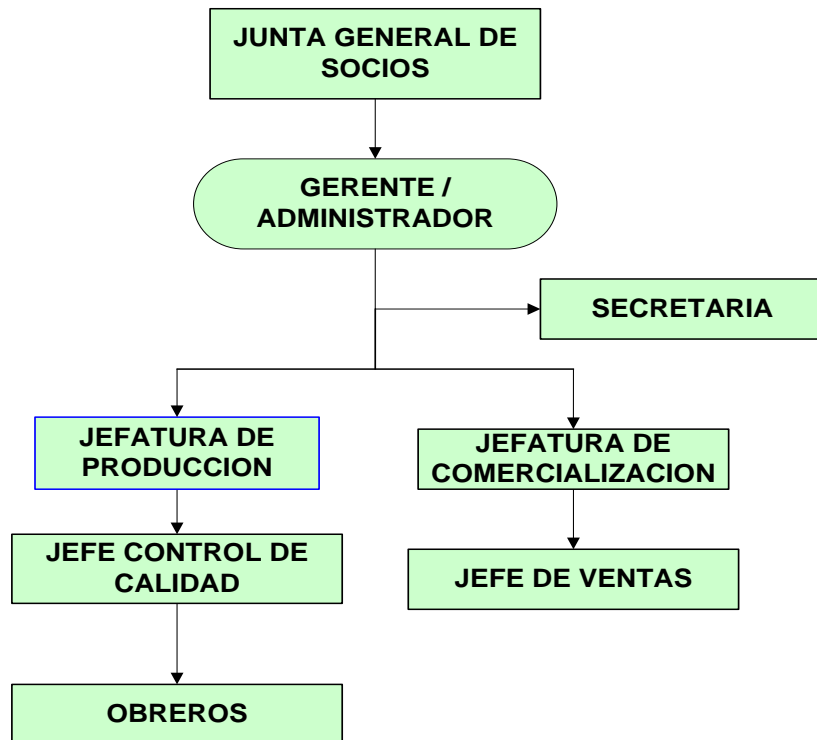 JUNTA GENERAL DE
SOCIOS
GERENTE /
ADMINISTRADOR
SECRETARIA
JEFATURA DE
PRODUCCION
JEFATURA DE
COMERCIALIZACION
JEFE CONTROL DE
CALIDAD
JEFE DE VENTAS
OBREROS